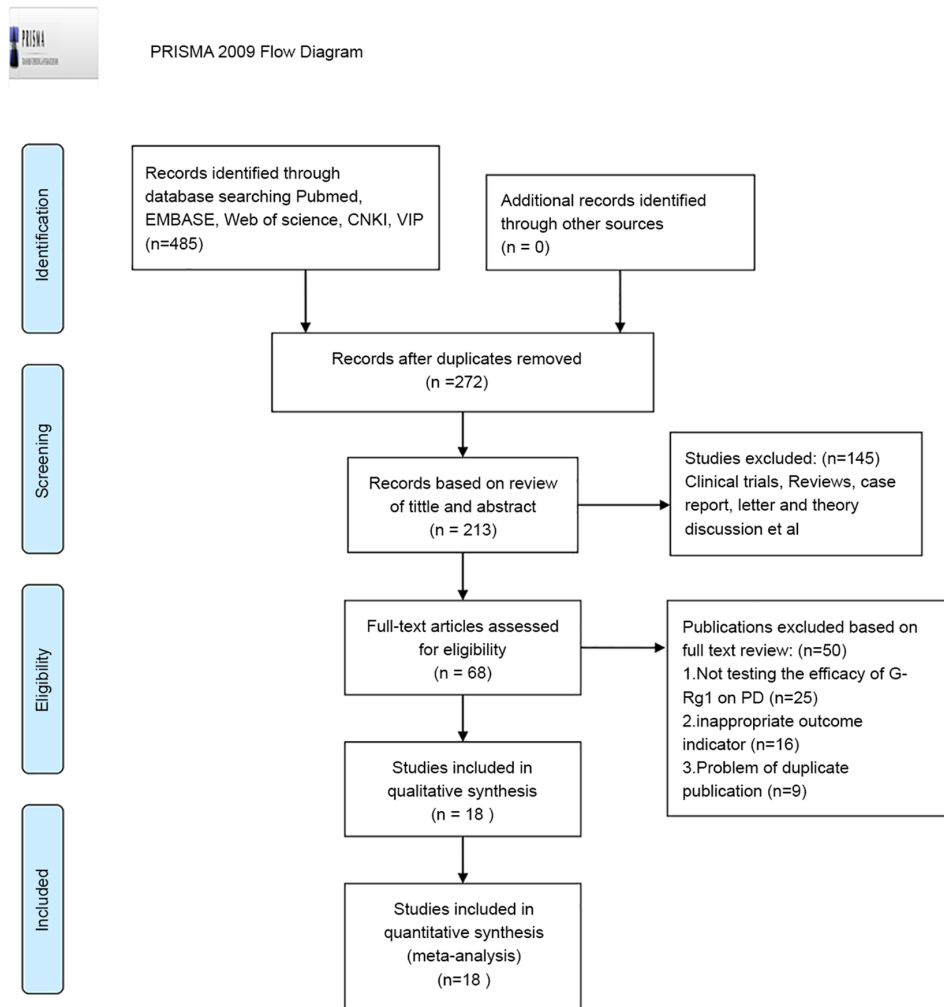 PRISMA
PRISMA 2009 Flow Diagram
Identification
Records identified through
database searching Pubmed,
EMBASE, Web of science, CNKI, VIP
(n=485)
Additional records identified
through other sources
(n = 0)
Records after duplicates removed
(n =272)
Screening
Records based on review
of tittle and abstract
(n = 213)
Studies excluded: (n=145)
Clinical trials, Reviews, case
report, letter and theory
discussion et al
Eligibility
Full-text articles assessed
for eligibility
(n = 68)
Publications excluded based on
full text review: (n=50)
1.Not testing the efficacy of G-
Rg1 on PD (n=25)
2.inappropriate outcome
indicator (n=16)
3.Problem of duplicate
publication (n=9)
Studies included in
qualitative synthesis
(n = 18 )
Included
Studies included in
quantitative synthesis
(meta-analysis)
(n=18 )